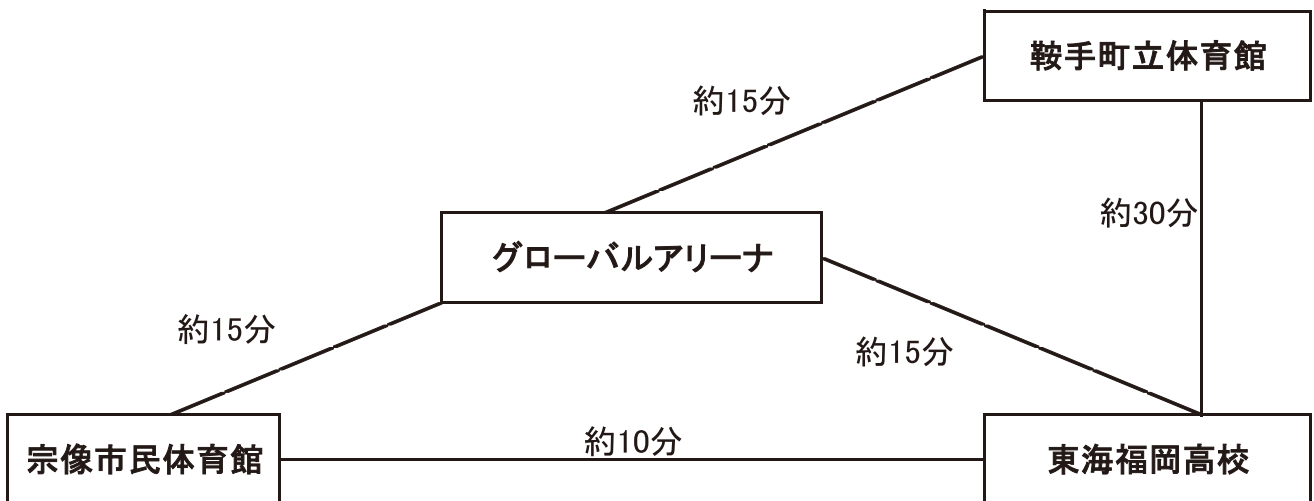 鞍手町立体育館
約15分
約30分
グローバルアリーナ
約15分
約15分
宗像市民体育館
約10分
東海福岡高校